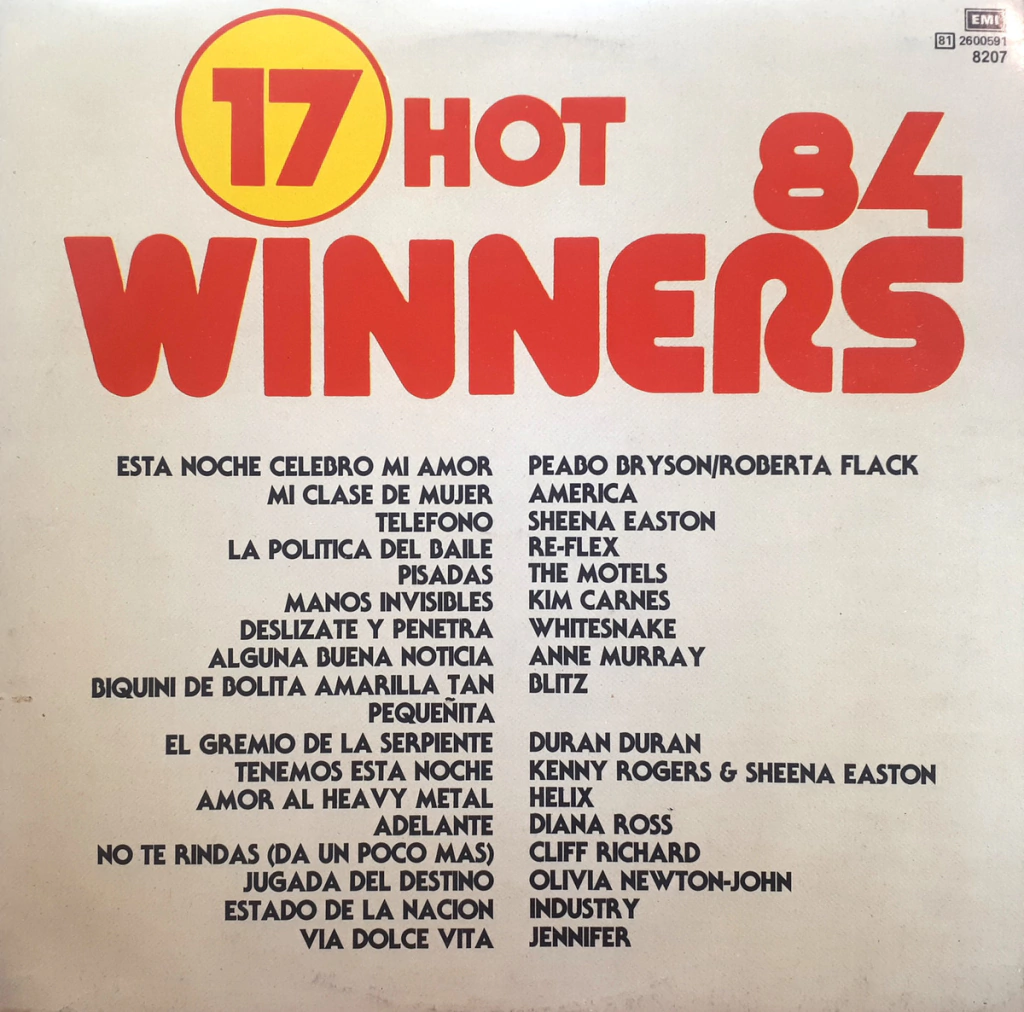 EMI
81 2600591
8207
17 HOT
84
WINNERS
ESTA NOCHE CELEBRO MI AMOR PEABO BRYSON/ROBERTA FLACK
MI CLASE DE MUJER AMERICA
TELEFONO SHEENA EASTON
LA POLITICA DEL BAILE RE-FLEX
PISADAS THE MOTELS
MANOS INVISIBLES KIM CARNES
DESLIZATE Y PENETRA WHITESNAKE
ALGUNA BUENA NOTICIA ANNE MURRAY
BIQUINI DE BOLITA AMARILLA TAN BLITZ
PEQUEÑITA
EL GREMIO DE LA SERPIENTE DURAN DURAN
TENEMOS ESTA NOCHE KENNY ROGERS & SHEENA EASTON
AMOR AL HEAVY METAL HELIX
ADELANTE DIANA ROSS
NO TE RINDAS (DA UN POCO MAS) CLIFF RICHARD
JUGADA DEL DESTINO OLIVIA NEWTON-JOHN
ESTADO DE LA NACION INDUSTRY
VIA DOLCE VITA JENNIFER